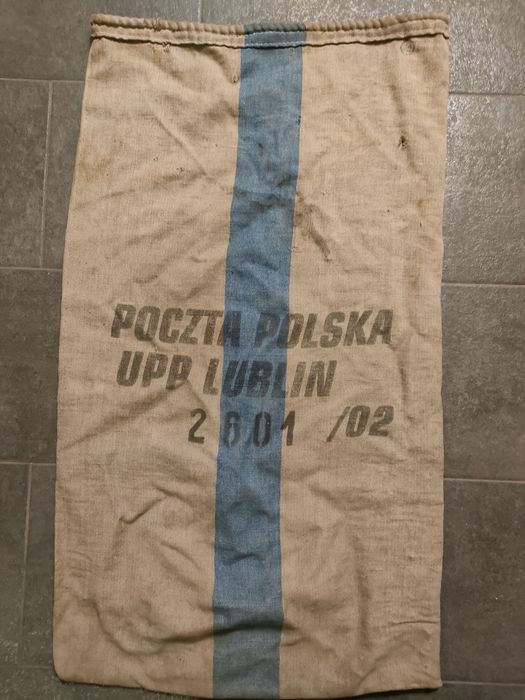 POCZTA POLSKA
UPP LUBLIN
2601 /02